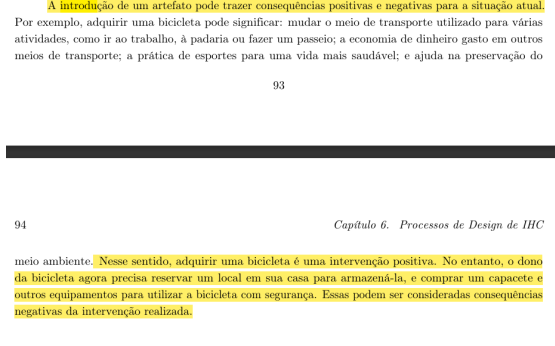 A introdução de um artefato pode trazer consequências positivas e negativas para a situação atual.
Por exemplo, adquirir uma bicicleta pode significar: mudar o meio de transporte utilizado para várias
atividades, como ir ao trabalho, à padaria ou fazer um passeio; a economia de dinheiro gasto em outros
meios de transporte; a prática de esportes para uma vida mais saudável; e ajuda na preservação do
93
94 Capítulo 6. Processos de Design de IHC
meio ambiente. Nesse sentido, adquirir uma bicicleta é uma intervenção positiva. No entanto, o dono
da bicicleta agora precisa reservar um local em sua casa para armazená-la, e comprar um capacete e
outros equipamentos para utilizar a bicicleta com segurança. Essas podem ser consideradas consequências
negativas da intervenção realizada.